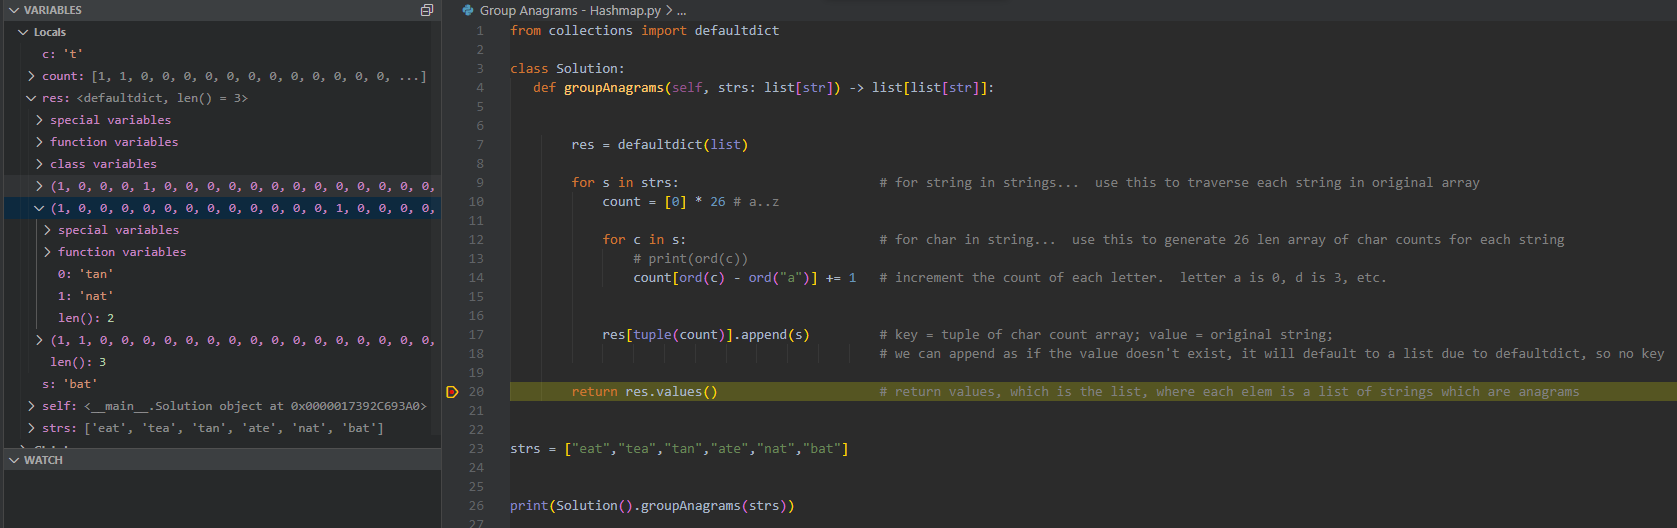 VARIABLES
Locals
c: 't'
count: [1, 1, 0, 0, 0, 0, 0, 0, 0, 0, 0, 0, 0, 0, ...]
res: <defaultdict, len() = 3>
special variables
function variables
class variables
(1, 0, 0, 0, 1, 0, 0, 0, 0, 0, 0, 0, 0, 0, 0, 0, 0, 0,
(1, 0, 0, 0, 0, 0, 0, 0, 0, 0, 0, 0, 0, 1, 0, 0, 0, 0,
special variables
function variables
0: 'tan'
1: 'nat'
len(): 2
(1, 1, 0, 0, 0, 0, 0, 0, 0, 0, 0, 0, 0, 0, 0, 0, 0, 0,
len(): 3
s: 'bat'
self: <__main__.Solution object at 0x0000017392C693A0>
strs: ['eat', 'tea', 'tan', 'ate', 'nat', 'bat']
WATCH
Group Anagrams - Hashmap.py > ...
1 from collections import defaultdict
2
3 class Solution:
4 def groupAnagrams(self, strs: list[str]) -> list[list[str]]:
5
6
7 res = defaultdict(list)
8
9 for s in strs: # for string in strings... use this to traverse each string in original array
10 count = [0] * 26 # a..z
11
12 for c in s: # for char in string... use this to generate 26 len array of char counts for each string
13 # print(ord(c))
14 count[ord(c) - ord("a")] += 1 # increment the count of each letter. letter a is 0, d is 3, etc.
15
16
17 res[tuple(count)].append(s) # key = tuple of char count array; value = original string;
18 # we can append as if the value doesn't exist, it will default to a list due to defaultdict, so no key
19
20 return res.values() # return values, which is the list, where each elem is a list of strings which are anagrams
21
22
23 strs = ["eat","tea","tan","ate","nat","bat"]
24
25
26 print(Solution().groupAnagrams(strs))
27